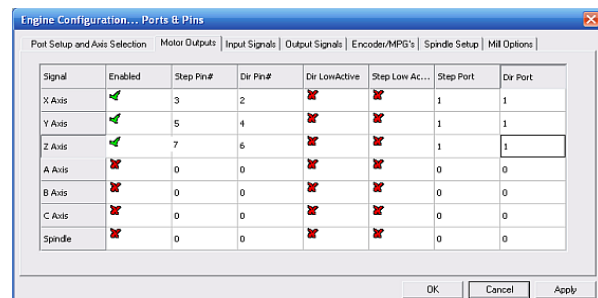 Engine Configuration... Ports & Pins
Port Setup and Axis Selection Motor Outputs Input Signals Output Signals Encoder/MPG's Spindle Setup Mill Options
Signal Enabled Step Pin# Dir Pin# Dir LowActive Step Low Ac... Step Port Dir Port
X Axis 3 2 1 1
Y Axis 5 4 1 1
Z Axis 7 6 1 1
A Axis 0 0 0 0
B Axis 0 0 0 0
C Axis 0 0 0 0
Spindle 0 0 0 0
OK Cancel Apply